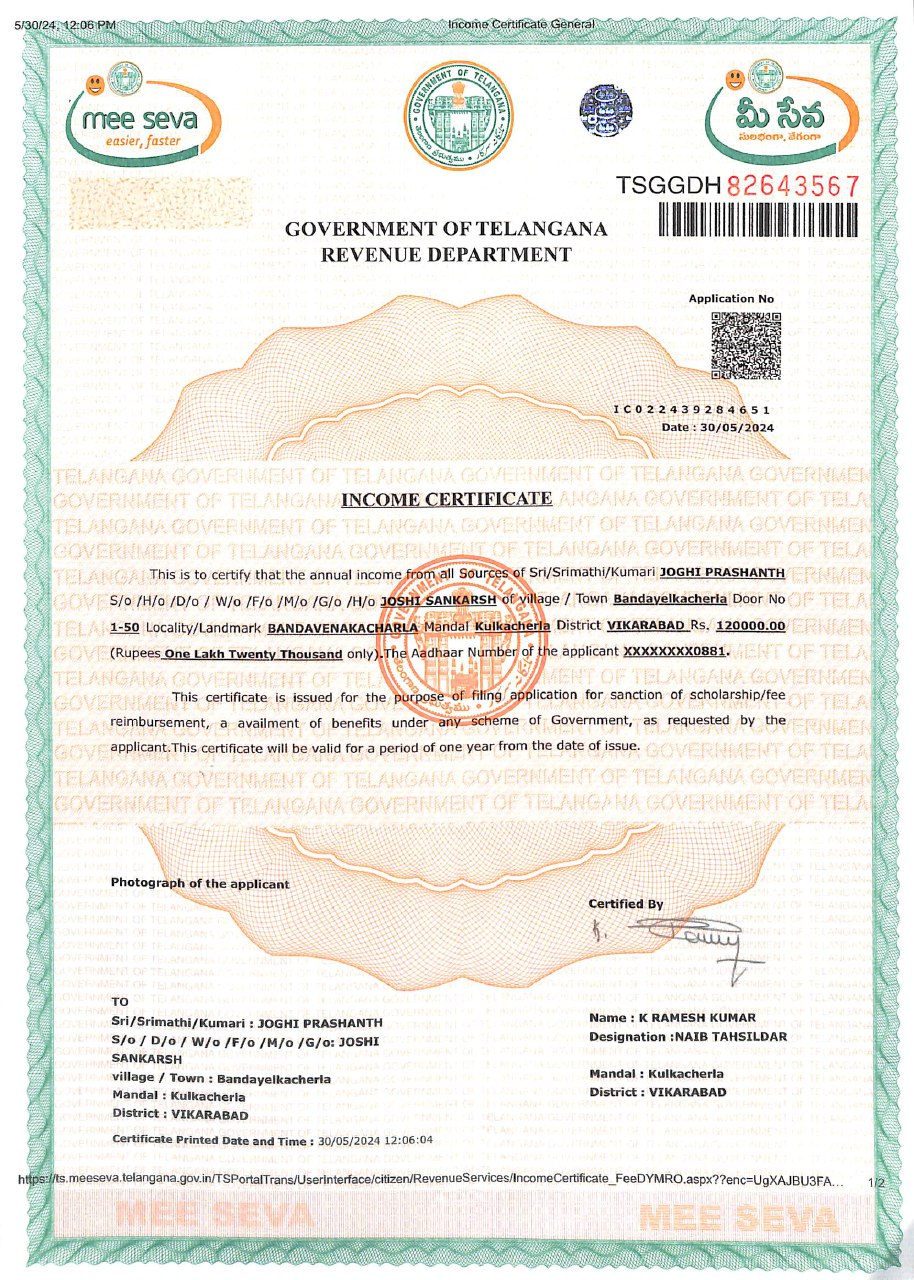 5/30/24, 12:06 PM
Income Certificate General
mee seva
easier, faster
GOVERNMENT OF TELANGANA
మీ సేవ
సులభంగా, వేగంగా
TSGGDH 82643567
GOVERNMENT OF TELANGANA
REVENUE DEPARTMENT
Application No
IC022439284651
Date : 30/05/2024
INCOME CERTIFICATE
This is to certify that the annual income from all Sources of Sri/Srimathi/Kumari JOGHI PRASHANTH
S/o /H/o /D/o / W/o /F/o /M/o /G/o /H/o JOSHI SANKARSH of village / Town Bandayelkacherla Door No
1-50 Locality/Landmark BANDAVENAKACHARLA Mandal Kulkacherla District VIKARABAD Rs. 120000.00
(Rupees One Lakh Twenty Thousand only).The Aadhaar Number of the applicant XXXXXXXX0881.
This certificate is issued for the purpose of filing application for sanction of scholarship/fee
reimbursement, a availment of benefits under any scheme of Government, as requested by the
applicant.This certificate will be valid for a period of one year from the date of issue.
Photograph of the applicant
Certified By
TO
Sri/Srimathi/Kumari : JOGHI PRASHANTH
S/o / D/o / W/o /F/o /M/o /G/o: JOSHI
SANKARSH
village / Town : Bandayelkacherla
Mandal : Kulkacherla
District : VIKARABAD
Name : K RAMESH KUMAR
Designation :NAIB TAHSILDAR
Mandal : Kulkacherla
District : VIKARABAD
Certificate Printed Date and Time : 30/05/2024 12:06:04
https://ts.meeseva.telangana.gov.in/TSPortalTrans/UserInterface/citizen/RevenueServices/IncomeCertificate_FeeDYMRO.aspx??enc=UgXAJBU3FA...
1/2
MEE SEVA
MEE SEVA